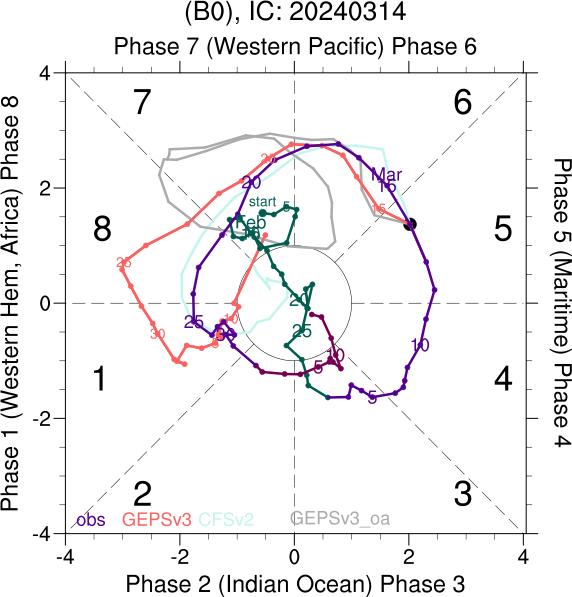 (B0), IC: 20240314
Phase 7 (Western Pacific) Phase 6
4
7
6
Mar
15
15
20
20
start
5
Feb
2
8
5
25
25
0
20
10
30
5
25
10
10
5
5
1
4
-2
2
3
obs GEPSv3 CFSv2 GEPSv3_oa
-4
-4 -2 0 2 4
Phase 2 (Indian Ocean) Phase 3
Phase 1 (Western Hem, Africa) Phase 8
Phase 5 (Maritime) Phase 4